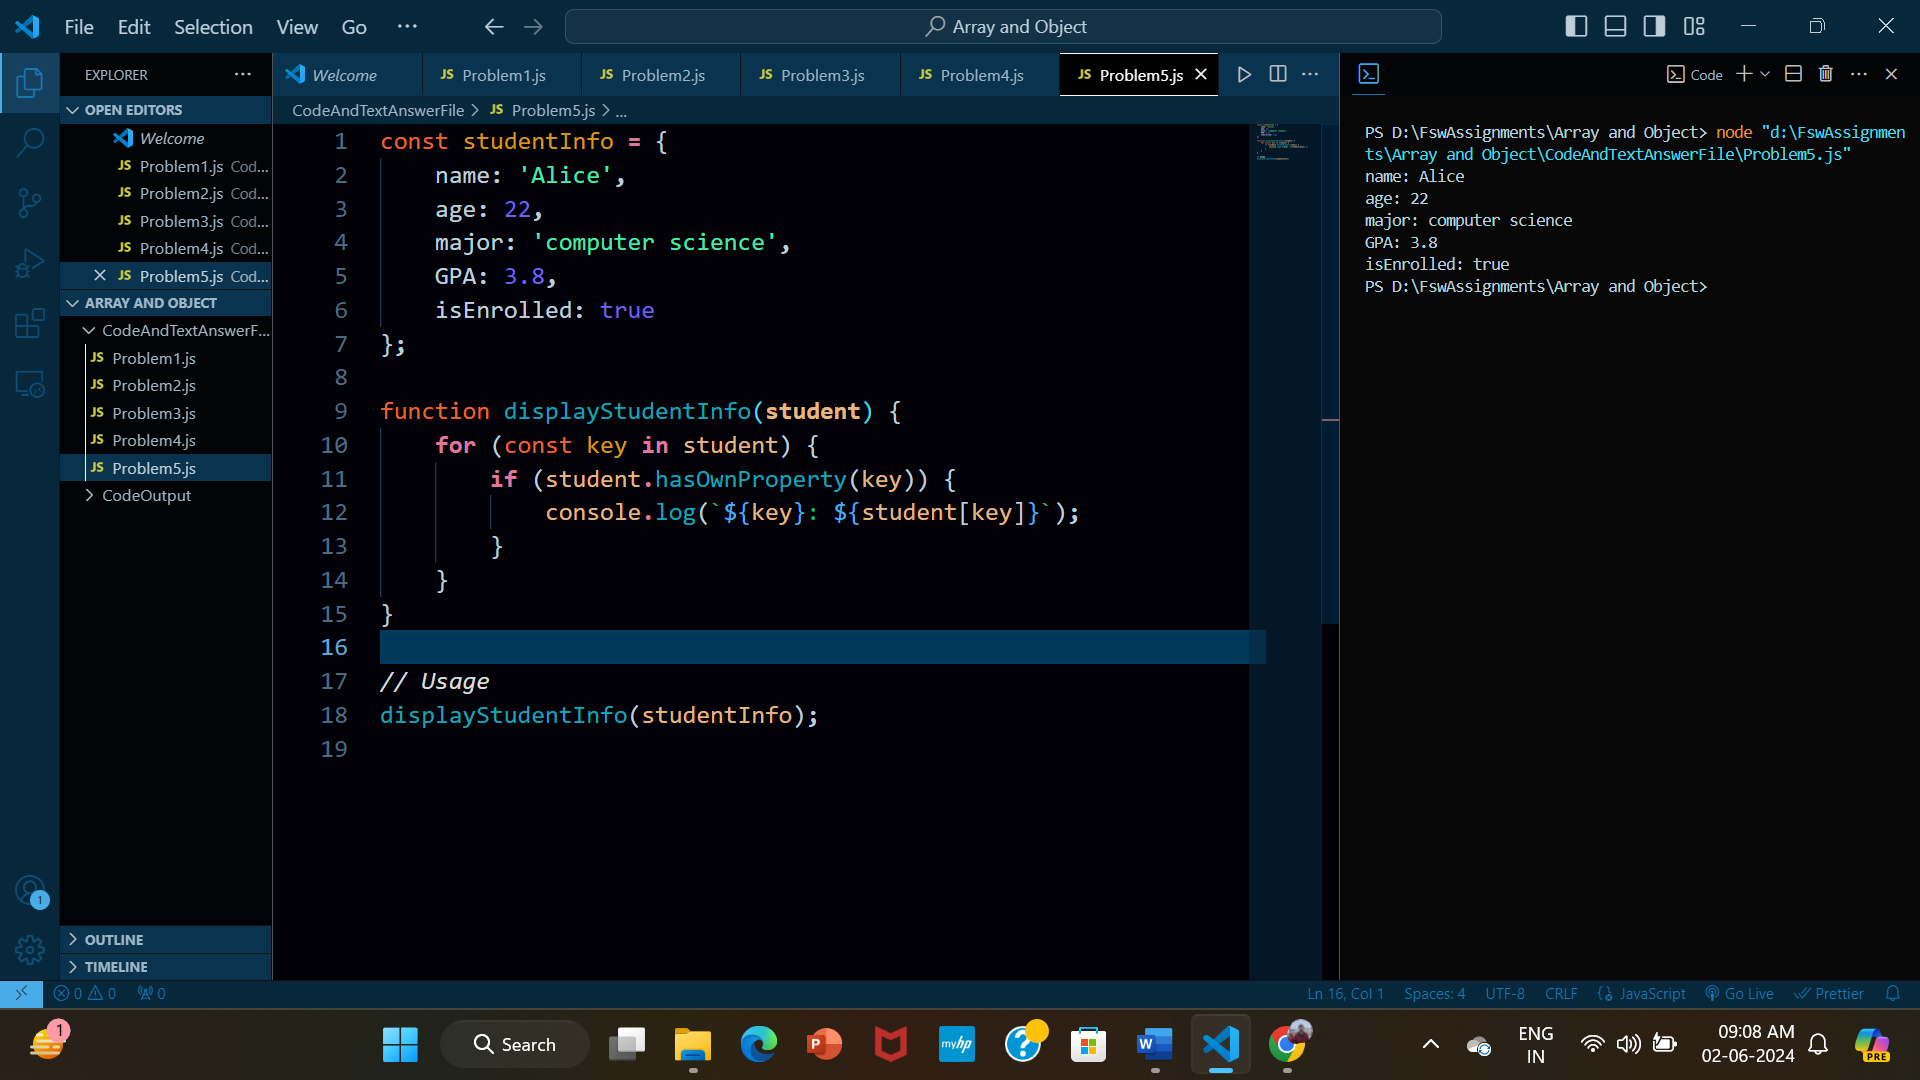 File Edit Selection View Go ··· Array and Object
EXPLORER ···
OPEN EDITORS
Welcome
JS Problem1.js Cod...
JS Problem2.js Cod...
JS Problem3.js Cod...
JS Problem4.js Cod...
JS Problem5.js Cod...
ARRAY AND OBJECT
CodeAndTextAnswerF...
JS Problem1.js
JS Problem2.js
JS Problem3.js
JS Problem4.js
JS Problem5.js
CodeOutput
OUTLINE
TIMELINE
Welcome JS Problem1.js JS Problem2.js JS Problem3.js JS Problem4.js JS Problem5.js
CodeAndTextAnswerFile > JS Problem5.js > ...
1 const studentInfo = {
2     name: 'Alice',
3     age: 22,
4     major: 'computer science',
5     GPA: 3.8,
6     isEnrolled: true
7 };
8
9 function displayStudentInfo(student) {
10     for (const key in student) {
11         if (student.hasOwnProperty(key)) {
12             console.log(`${key}: ${student[key]}`);
13         }
14     }
15 }
16
17 // Usage
18 displayStudentInfo(studentInfo);
19
Code
PS D:\FswAssignments\Array and Object> node "d:\FswAssignmen
ts\Array and Object\CodeAndTextAnswerFile\Problem5.js"
name: Alice
age: 22
major: computer science
GPA: 3.8
isEnrolled: true
PS D:\FswAssignments\Array and Object>
1
0 0 0 Ln 16, Col 1 Spaces: 4 UTF-8 CRLF {} JavaScript Go Live Prettier
1 Search P myhp ? W ENG 09:08 AM
IN 02-06-2024 PRE